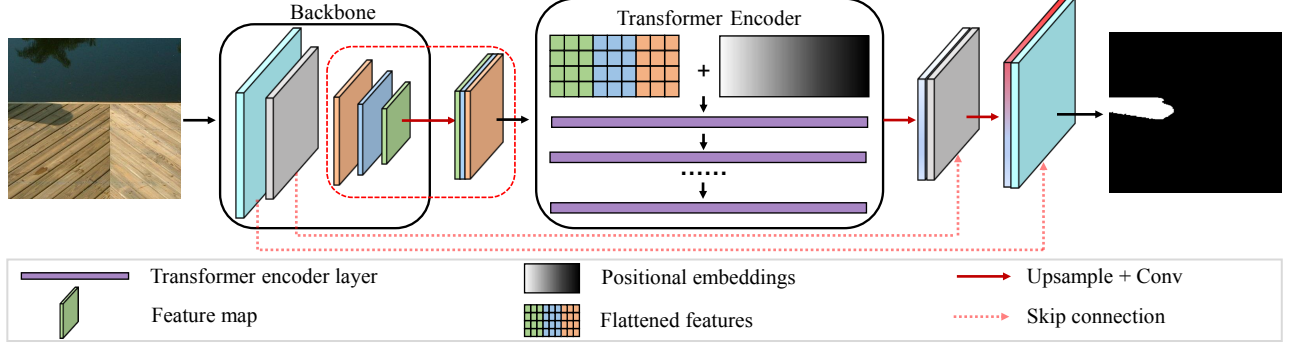 Backbone
Transformer Encoder
+
......
Transformer encoder layer
Positional embeddings
Upsample + Conv
Feature map
Flattened features
Skip connection